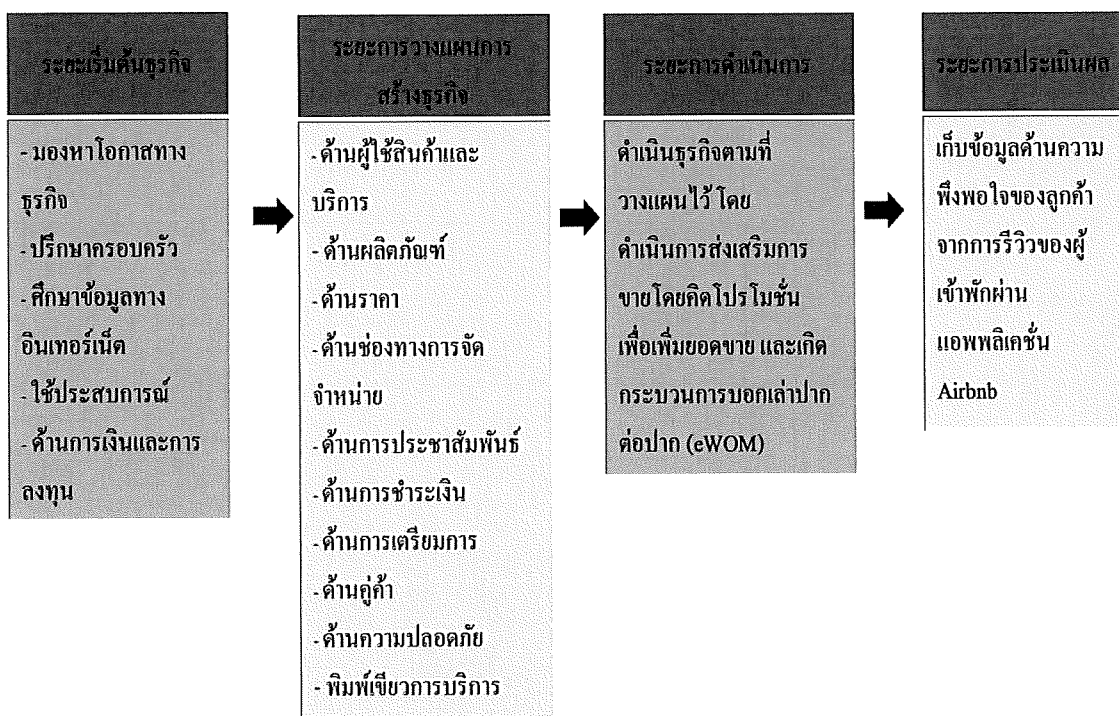 ระยะเริ่มต้นธุรกิจ
- มองหาโอกาสทาง
ธุรกิจ
- ปรึกษาครอบครัว
- ศึกษาข้อมูลทาง
อินเทอร์เน็ต
- ใช้ประสบการณ์
- ด้านการเงินและการ
ลงทุน
ระยะการวางแผนการ
สร้างธุรกิจ
- ด้านผู้ใช้สินค้าและ
บริการ
- ด้านผลิตภัณฑ์
- ด้านราคา
- ด้านช่องทางการจัด
จำหน่าย
- ด้านการประชาสัมพันธ์
- ด้านการชำระเงิน
- ด้านการเตรียมการ
- ด้านคู่ค้า
- ด้านความปลอดภัย
- พิมพ์เขียวการบริการ
ระยะการดำเนินการ
ดำเนินธุรกิจตามที่
วางแผนไว้ โดย
ดำเนินการส่งเสริมการ
ขายโดยคิดโปรโมชั่น
เพื่อเพิ่มยอดขาย และเกิด
กระบวนการบอกเล่าปาก
ต่อปาก (eWOM)
ระยะการประเมินผล
เก็บข้อมูลด้านความ
พึงพอใจของลูกค้า
จากการรีวิวของผู้
เข้าพักผ่าน
แอพพลิเคชั่น
Airbnb